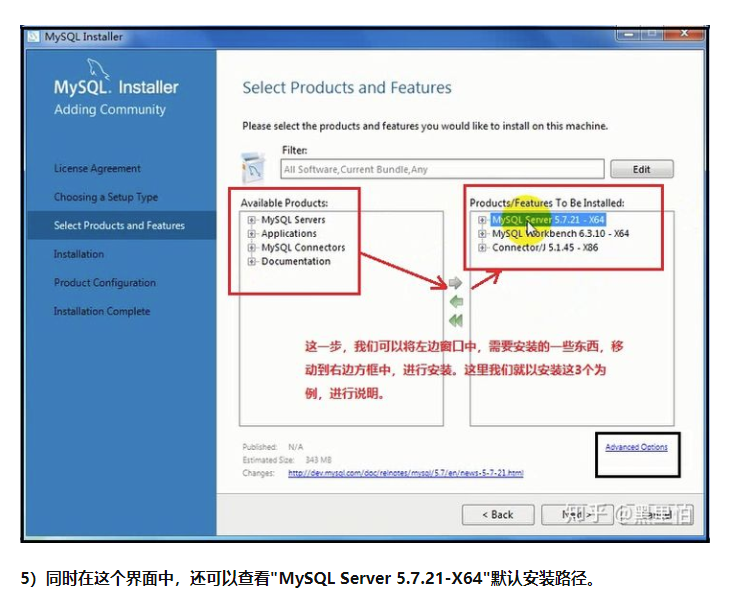 MySQL Installer
MySQL. Installer
Adding Community
License Agreement
Choosing a Setup Type
Select Products and Features
Installation
Product Configuration
Installation Complete
Select Products and Features
Please select the products and features you would like to install on this machine.
Filter:
All Software,Current Bundle,Any
Edit
Available Products:
MySQL Servers
Applications
MySQL Connectors
Documentation
Products/Features To Be Installed:
MySQL Server 5.7.21 - X64
MySQL Workbench 6.3.10 - X64
Connector/J 5.1.45 - X86
这一步，我们可以将左边窗口中，需要安装的一些东西，移
动到右边方框中，进行安装。这里我们就以安装这3个为
例，进行说明。
Published: N/A
Estimated Size: 343 MB
Changes: http://dev.mysql.com/doc/relnotes/mysql/5.7/en/news-5-7-21.html
Advanced Options
< Back
Next >
Cancel
知乎 @黑里伯
5）同时在这个界面中，还可以查看"MySQL Server 5.7.21-X64"默认安装路径。